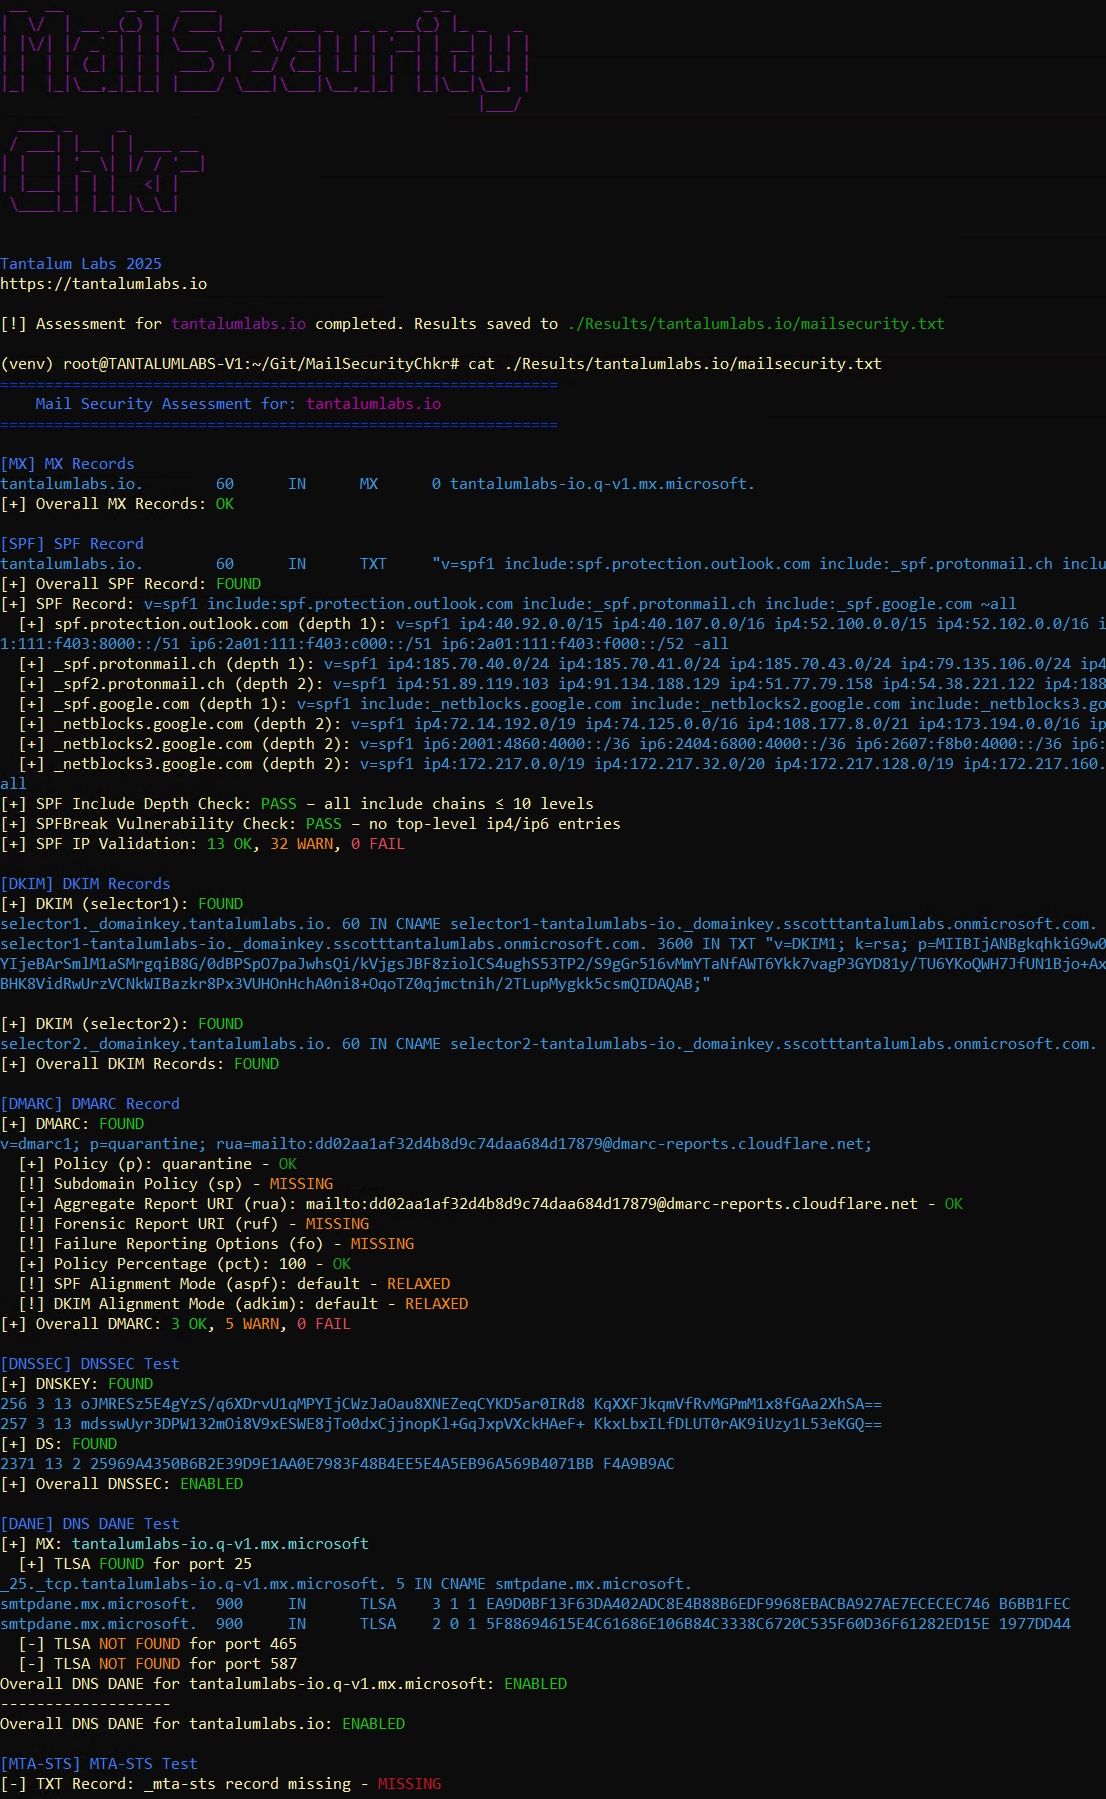 MailSecurity
Chkr
Tantalum Labs 2025
https://tantalumlabs.io
[!] Assessment for tantalumlabs.io completed. Results saved to ./Results/tantalumlabs.io/mailsecurity.txt
(venv) root@TANTALUMLABS-V1:~/Git/MailSecurityChkr# cat ./Results/tantalumlabs.io/mailsecurity.txt
==============================================================
Mail Security Assessment for: tantalumlabs.io
==============================================================
[MX] MX Records
tantalumlabs.io. 60 IN MX 0 tantalumlabs-io.q-v1.mx.microsoft.
[+] Overall MX Records: OK
[SPF] SPF Record
tantalumlabs.io. 60 IN TXT "v=spf1 include:spf.protection.outlook.com include:_spf.protonmail.ch inclu
[+] Overall SPF Record: FOUND
[+] SPF Record: v=spf1 include:spf.protection.outlook.com include:_spf.protonmail.ch include:_spf.google.com ~all
[+] spf.protection.outlook.com (depth 1): v=spf1 ip4:40.92.0.0/15 ip4:40.107.0.0/16 ip4:52.100.0.0/15 ip4:52.102.0.0/16 i
1:111:f403:8000::/51 ip6:2a01:111:f403:c000::/51 ip6:2a01:111:f403:f000::/52 -all
[+] _spf.protonmail.ch (depth 1): v=spf1 ip4:185.70.40.0/24 ip4:185.70.41.0/24 ip4:185.70.43.0/24 ip4:79.135.106.0/24 ip4
[+] _spf2.protonmail.ch (depth 2): v=spf1 ip4:51.89.119.103 ip4:91.134.188.129 ip4:51.77.79.158 ip4:54.38.221.122 ip4:188
[+] _spf.google.com (depth 1): v=spf1 include:_netblocks.google.com include:_netblocks2.google.com include:_netblocks3.go
[+] _netblocks.google.com (depth 2): v=spf1 ip4:72.14.192.0/19 ip4:74.125.0.0/16 ip4:108.177.8.0/21 ip4:173.194.0.0/16 ip
[+] _netblocks2.google.com (depth 2): v=spf1 ip6:2001:4860:4000::/36 ip6:2404:6800:4000::/36 ip6:2607:f8b0:4000::/36 ip6:
[+] _netblocks3.google.com (depth 2): v=spf1 ip4:172.217.0.0/19 ip4:172.217.32.0/20 ip4:172.217.128.0/19 ip4:172.217.160.
all
[+] SPF Include Depth Check: PASS – all include chains ≤ 10 levels
[+] SPFBreak Vulnerability Check: PASS – no top-level ip4/ip6 entries
[+] SPF IP Validation: 13 OK, 32 WARN, 0 FAIL
[DKIM] DKIM Records
[+] DKIM (selector1): FOUND
selector1._domainkey.tantalumlabs.io. 60 IN CNAME selector1-tantalumlabs-io._domainkey.sscotttantalumlabs.onmicrosoft.com.
selector1-tantalumlabs-io._domainkey.sscotttantalumlabs.onmicrosoft.com. 3600 IN TXT "v=DKIM1; k=rsa; p=MIIBIjANBgkqhkiG9w0
YIjeBArSmlM1aSMrgqiB8G/0dBPSpO7paJwhsQi/kVjgsJBF8ziolCS4ughS53TP2/S9gGr516vMmYTaNfAWT6Ykk7vagP3GYD81y/TU6YKoQWH7JfUN1Bjo+Ax
BHK8VidRwUrzVCNkWIBazkr8Px3VUHOnHchA0ni8+OqoTZ0qjmctnih/2TLupMygkk5csmQIDAQAB;"
[+] DKIM (selector2): FOUND
selector2._domainkey.tantalumlabs.io. 60 IN CNAME selector2-tantalumlabs-io._domainkey.sscotttantalumlabs.onmicrosoft.com.
[+] Overall DKIM Records: FOUND
[DMARC] DMARC Record
[+] DMARC: FOUND
v=dmarc1; p=quarantine; rua=mailto:dd02aa1af32d4b8d9c74daa684d17879@dmarc-reports.cloudflare.net;
[+] Policy (p): quarantine - OK
[!] Subdomain Policy (sp) - MISSING
[+] Aggregate Report URI (rua): mailto:dd02aa1af32d4b8d9c74daa684d17879@dmarc-reports.cloudflare.net - OK
[!] Forensic Report URI (ruf) - MISSING
[!] Failure Reporting Options (fo) - MISSING
[+] Policy Percentage (pct): 100 - OK
[!] SPF Alignment Mode (aspf): default - RELAXED
[!] DKIM Alignment Mode (adkim): default - RELAXED
[+] Overall DMARC: 3 OK, 5 WARN, 0 FAIL
[DNSSEC] DNSSEC Test
[+] DNSKEY: FOUND
256 3 13 oJMRESz5E4gYzS/q6XDrvU1qMPYIjCWzJaOau8XNEZeqCYKD5ar0IRd8 KqXXFJkqmVfRvMGPmM1x8fGAa2XhSA==
257 3 13 mdsswUyr3DPW132mOi8V9xESWE8jTo0dxCjjnopKl+GqJxpVXckHAeF+ KkxLbxILfDLUT0rAK9iUzy1L53eKGQ==
[+] DS: FOUND
2371 13 2 25969A4350B6B2E39D9E1AA0E7983F48B4EE5E4A5EB96A569B4071BB F4A9B9AC
[+] Overall DNSSEC: ENABLED
[DANE] DNS DANE Test
[+] MX: tantalumlabs-io.q-v1.mx.microsoft
[+] TLSA FOUND for port 25
_25._tcp.tantalumlabs-io.q-v1.mx.microsoft. 5 IN CNAME smtpdane.mx.microsoft.
smtpdane.mx.microsoft. 900 IN TLSA 3 1 1 EA9D0BF13F63DA402ADC8E4B88B6EDF9968EBACBA927AE7ECECEC746 B6BB1FEC
smtpdane.mx.microsoft. 900 IN TLSA 2 0 1 5F88694615E4C61686E106B84C3338C6720C535F60D36F61282ED15E 1977DD44
[-] TLSA NOT FOUND for port 465
[-] TLSA NOT FOUND for port 587
Overall DNS DANE for tantalumlabs-io.q-v1.mx.microsoft: ENABLED
-------------------
Overall DNS DANE for tantalumlabs.io: ENABLED
[MTA-STS] MTA-STS Test
[-] TXT Record: _mta-sts record missing - MISSING